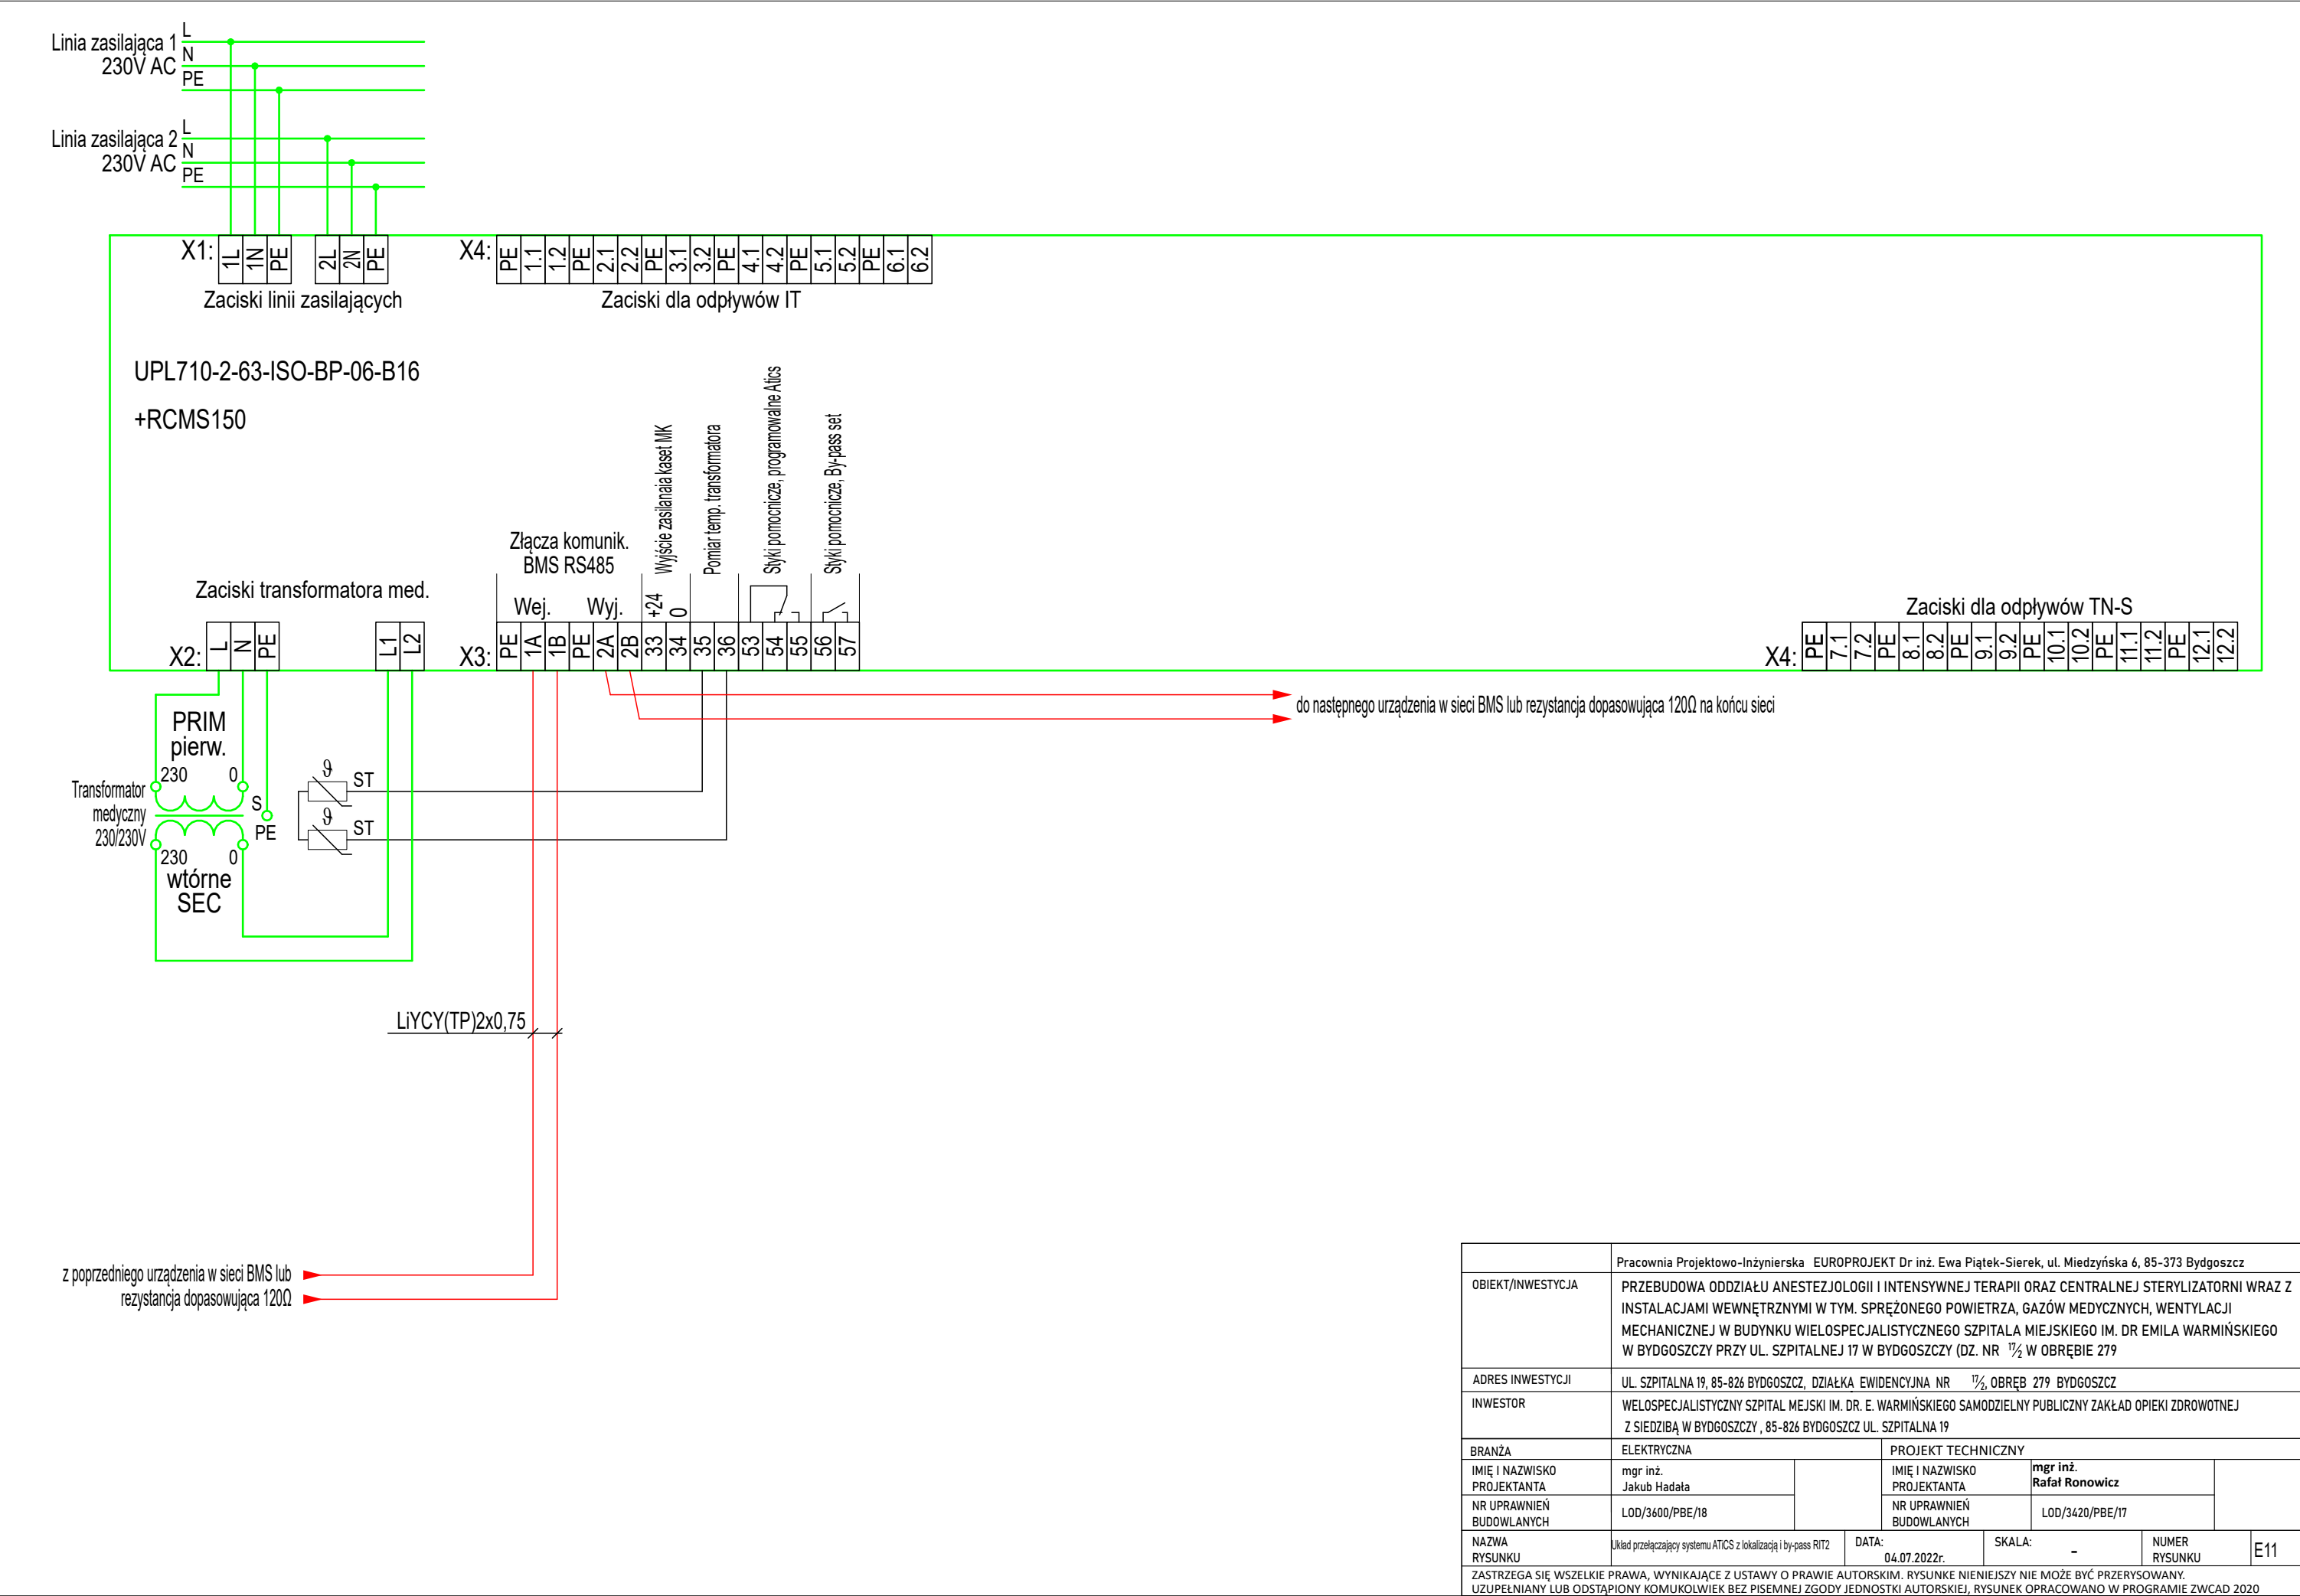 Linia zasilająca 1
230V AC
L
N
PE
Linia zasilająca 2
230V AC
L
N
PE
X1:
1L
1N
PE
2L
2N
PE
Zaciski linii zasilających
X4:
PE
1.1
1.2
PE
2.1
2.2
PE
3.1
3.2
PE
4.1
4.2
PE
5.1
5.2
PE
6.1
6.2
Zaciski dla odpływów IT
UPL710-2-63-ISO-BP-06-B16
+RCMS150
Złącza komunik.
BMS RS485
Wej.
Wyj.
Wyjście zasilanaia kaset MK
+24
0
Pomiar temp. transformatora
Styki pomocnicze, programowalne Atics
Styki pomocnicze, By-pass set
Zaciski transformatora med.
X2:
L
N
PE
L1
L2
X3:
PE
1A
1B
PE
2A
2B
33
34
35
36
53
54
55
56
57
Zaciski dla odpływów TN-S
X4:
PE
7.1
7.2
PE
8.1
8.2
PE
9.1
9.2
PE
10.1
10.2
PE
11.1
11.2
PE
12.1
12.2
do następnego urządzenia w sieci BMS lub rezystancja dopasowująca 120Ω na końcu sieci
PRIM
pierw.
230
0
Transformator
medyczny
230/230V
S
PE
230
0
wtórne
SEC
ϑ
ST
ϑ
ST
LiYCY(TP)2x0,75
z poprzedniego urządzenia w sieci BMS lub
rezystancja dopasowująca 120Ω
Pracownia Projektowo-Inżynierska EUROPROJEKT Dr inż. Ewa Piątek-Sierek, ul. Miedzyńska 6, 85-373 Bydgoszcz
OBIEKT/INWESTYCJA
PRZEBUDOWA ODDZIAŁU ANESTEZJOLOGII I INTENSYWNEJ TERAPII ORAZ CENTRALNEJ STERYLIZATORNI WRAZ Z
INSTALACJAMI WEWNĘTRZNYMI W TYM. SPRĘŻONEGO POWIETRZA, GAZÓW MEDYCZNYCH, WENTYLACJI
MECHANICZNEJ W BUDYNKU WIELOSPECJALISTYCZNEGO SZPITALA MIEJSKIEGO IM. DR EMILA WARMIŃSKIEGO
W BYDGOSZCZY PRZY UL. SZPITALNEJ 17 W BYDGOSZCZY (DZ. NR 17/2 W OBRĘBIE 279
ADRES INWESTYCJI
UL. SZPITALNA 19, 85-826 BYDGOSZCZ, DZIAŁKA EWIDENCYJNA NR 17/2, OBRĘB 279 BYDGOSZCZ
INWESTOR
WELOSPECJALISTYCZNY SZPITAL MEJSKI IM. DR. E. WARMIŃSKIEGO SAMODZIELNY PUBLICZNY ZAKŁAD OPIEKI ZDROWOTNEJ
Z SIEDZIBĄ W BYDGOSZCZY , 85-826 BYDGOSZCZ UL. SZPITALNA 19
BRANŻA
ELEKTRYCZNA
PROJEKT TECHNICZNY
IMIĘ I NAZWISKO
PROJEKTANTA
mgr inż.
Jakub Hadała
IMIĘ I NAZWISKO
PROJEKTANTA
mgr inż.
Rafał Ronowicz
NR UPRAWNIEŃ
BUDOWLANYCH
LOD/3600/PBE/18
NR UPRAWNIEŃ
BUDOWLANYCH
LOD/3420/PBE/17
NAZWA
RYSUNKU
Układ przełączający systemu ATiCS z lokalizacją i by-pass RIT2
DATA:
04.07.2022r.
SKALA:
-
NUMER
RYSUNKU
E11
ZASTRZEGA SIĘ WSZELKIE PRAWA, WYNIKAJĄCE Z USTAWY O PRAWIE AUTORSKIM. RYSUNKE NIENIEJSZY NIE MOŻE BYĆ PRZERYSOWANY.
UZUPEŁNIANY LUB ODSTĄPIONY KOMUKOLWIEK BEZ PISEMNEJ ZGODY JEDNOSTKI AUTORSKIEJ, RYSUNEK OPRACOWANO W PROGRAMIE ZWCAD 2020